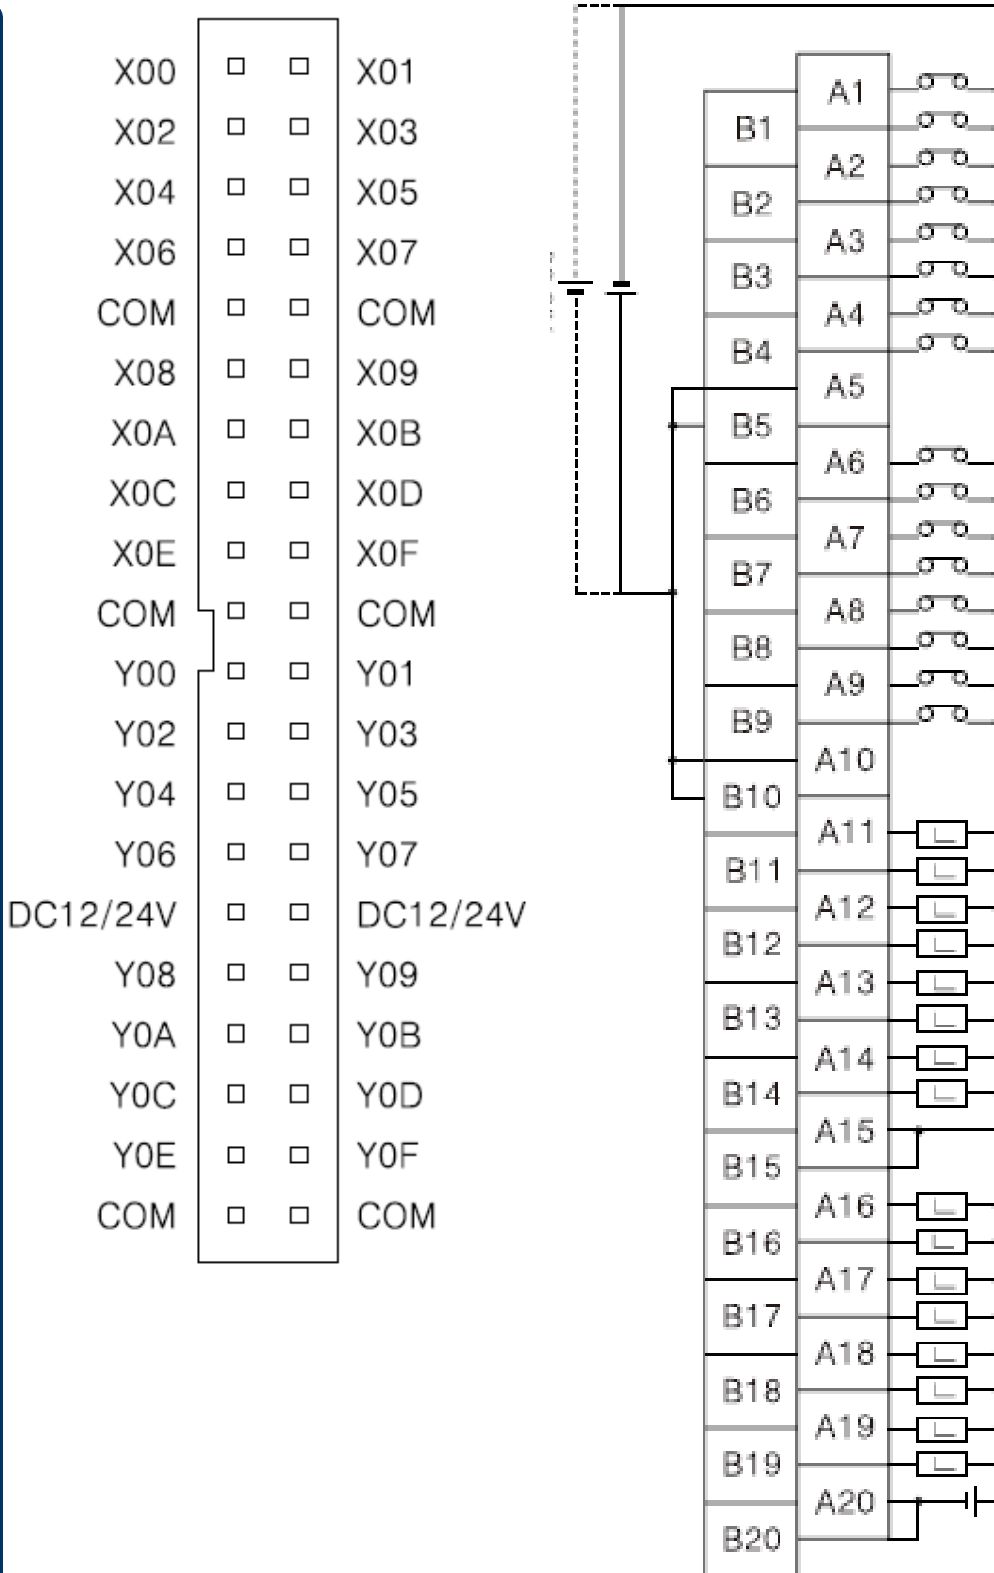 X00 X01
X02 X03
X04 X05
X06 X07
COM COM
X08 X09
X0A X0B
X0C X0D
X0E X0F
COM COM
Y00 Y01
Y02 Y03
Y04 Y05
Y06 Y07
DC12/24V DC12/24V
Y08 Y09
Y0A Y0B
Y0C Y0D
Y0E Y0F
COM COM
A1
B1
A2
B2
A3
B3
A4
B4
A5
B5
A6
B6
A7
B7
A8
B8
A9
B9
A10
B10
A11
B11
A12
B12
A13
B13
A14
B14
A15
B15
A16
B16
A17
B17
A18
B18
A19
B19
A20
B20